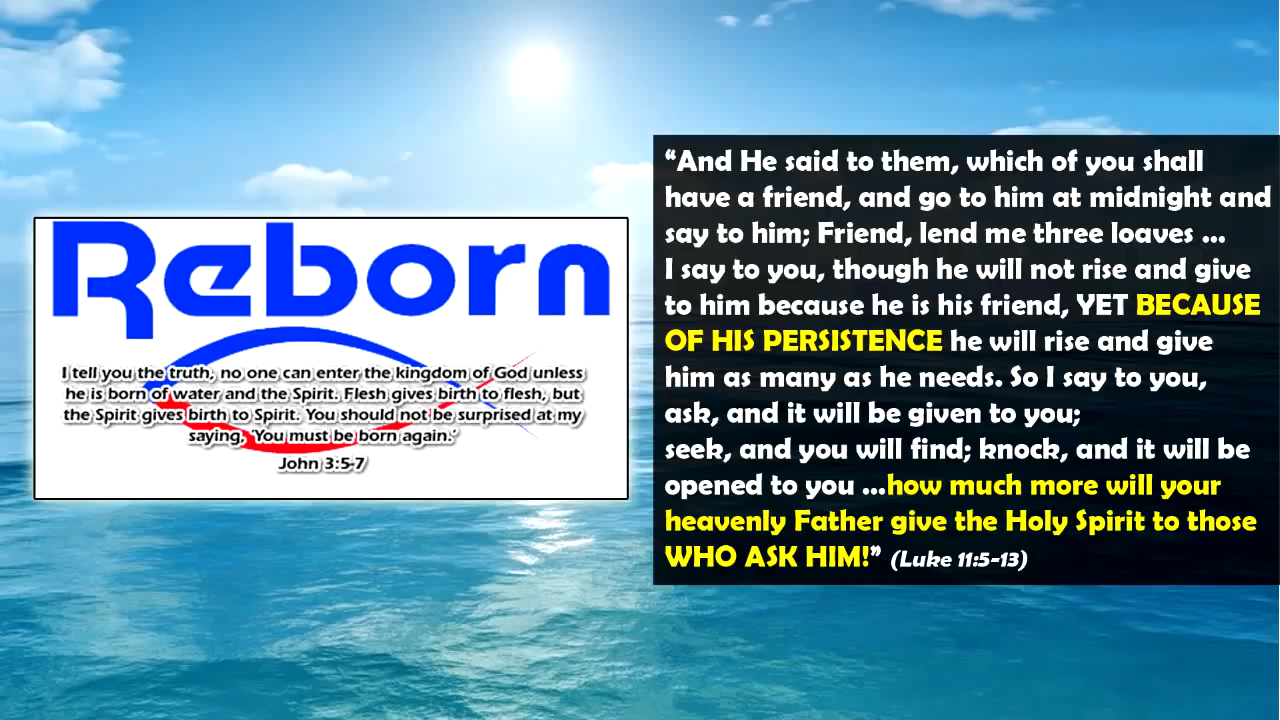 Reborn
I tell you the truth, no one can enter the kingdom of God unless
he is born of water and the Spirit. Flesh gives birth to flesh, but
the Spirit gives birth to Spirit. You should not be surprised at my
saying, ‘You must be born again.’
John 3:5-7
“And He said to them, which of you shall
have a friend, and go to him at midnight and
say to him; Friend, lend me three loaves ...
I say to you, though he will not rise and give
to him because he is his friend, YET BECAUSE
OF HIS PERSISTENCE he will rise and give
him as many as he needs. So I say to you,
ask, and it will be given to you;
seek, and you will find; knock, and it will be
opened to you ...how much more will your
heavenly Father give the Holy Spirit to those
WHO ASK HIM!” (Luke 11:5-13)